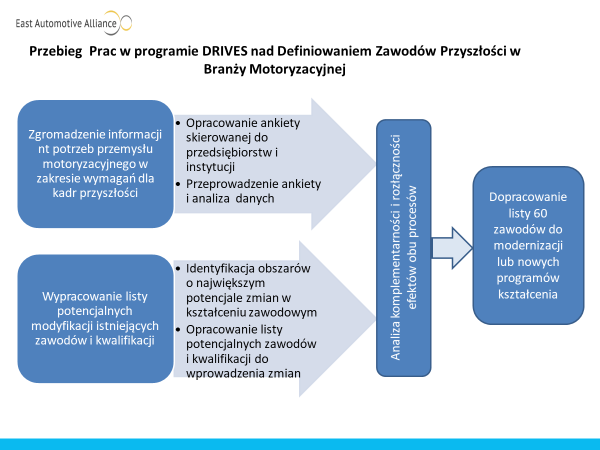 East Automotive Alliance
Przebieg Prac w programie DRIVES nad Definiowaniem Zawodów Przyszłości w
Branży Motoryzacyjnej
Zgromadzenie informacji
nt potrzeb przemysłu
motoryzacyjnego w
zakresie wymagań dla
kadr przyszłości
• Opracowanie ankiety
skierowanej do
przedsiębiorstw i
instytucji
• Przeprowadzenie ankiety
i analiza danych
Wypracowanie listy
potencjalnych
modyfikacji istniejących
zawodów i kwalifikacji
• Identyfikacja obszarów
o największym
potencjale zmian w
kształceniu zawodowym
• Opracowanie listy
potencjalnych zawodów
i kwalifikacji do
wprowadzenia zmian
Analiza komplementarności i rozłączności
efektów obu procesów
Dopracowanie
listy 60
zawodów do
modernizacji
lub nowych
programów
kształcenia